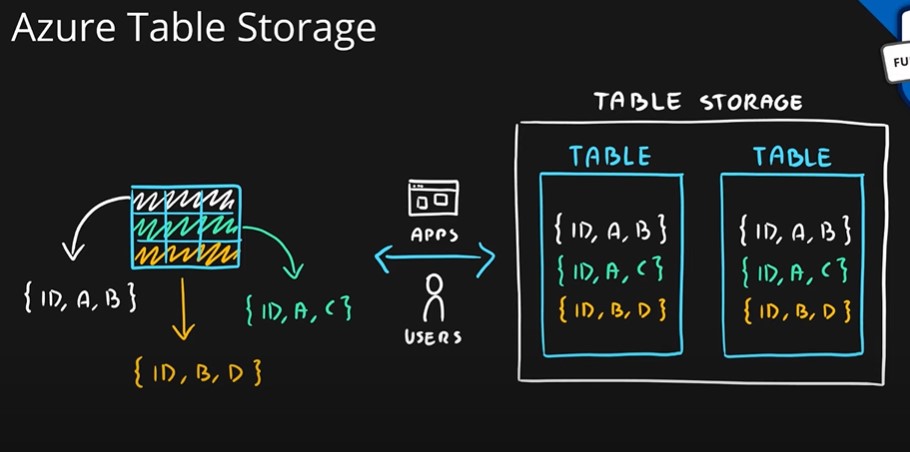 Azure Table Storage
FU
TABLE STORAGE
TABLE
TABLE
{ID, A, B}
{ID, A, C}
{ID, B, D}
APPS
USERS
{ID, A, B}
{ID, A, C}
{ID, B, D}
{ID, A, B}
{ID, A, C}
{ID, B, D}